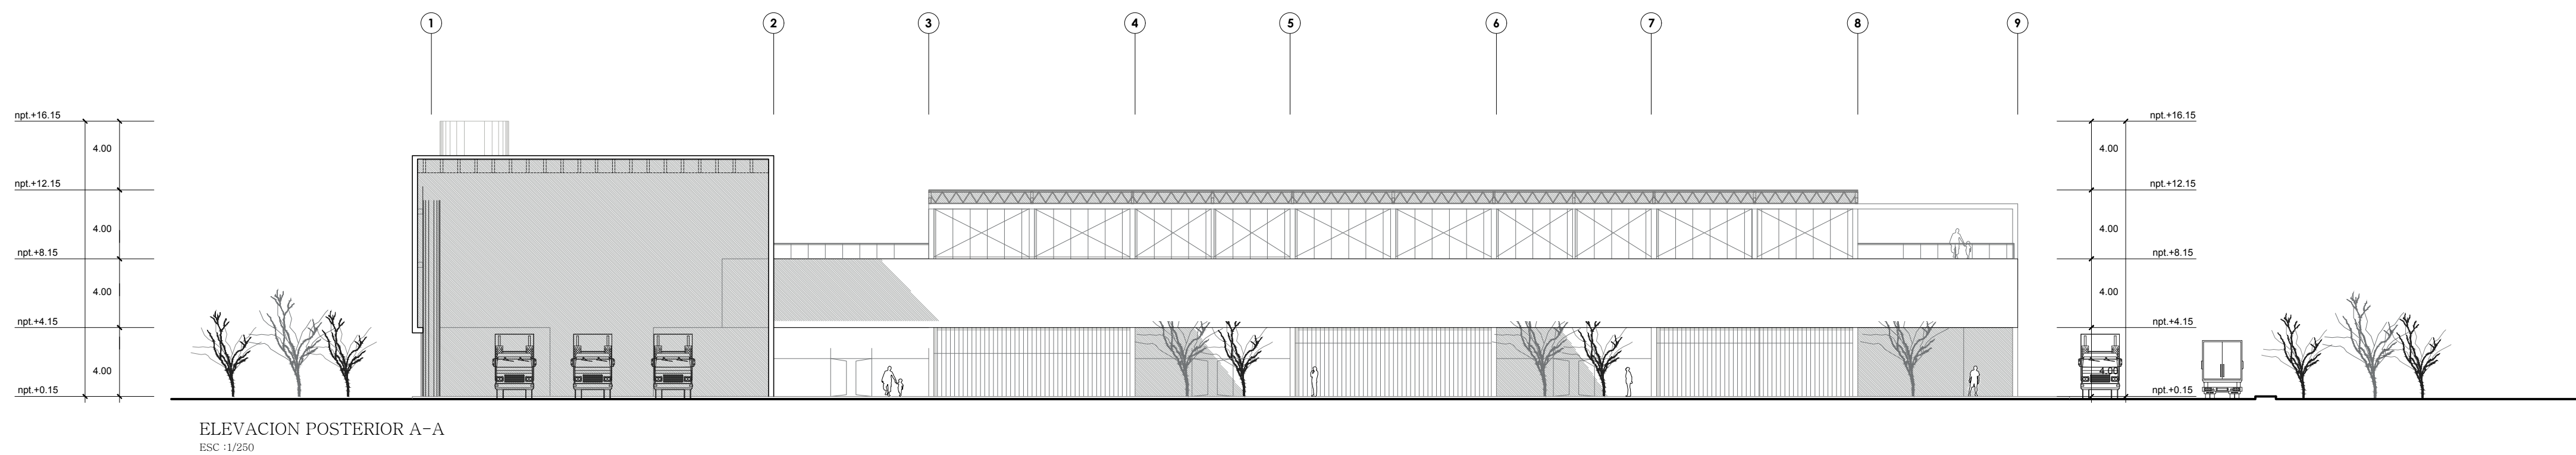 1 2 3 4 5 6 7 8 9
npt.+16.15
4.00
npt.+12.15
4.00
npt.+8.15
4.00
npt.+4.15
4.00
npt.+0.15
npt.+16.15
4.00
npt.+12.15
4.00
npt.+8.15
4.00
npt.+4.15
4.00
npt.+0.15
ELEVACION POSTERIOR A-A
ESC :1/250